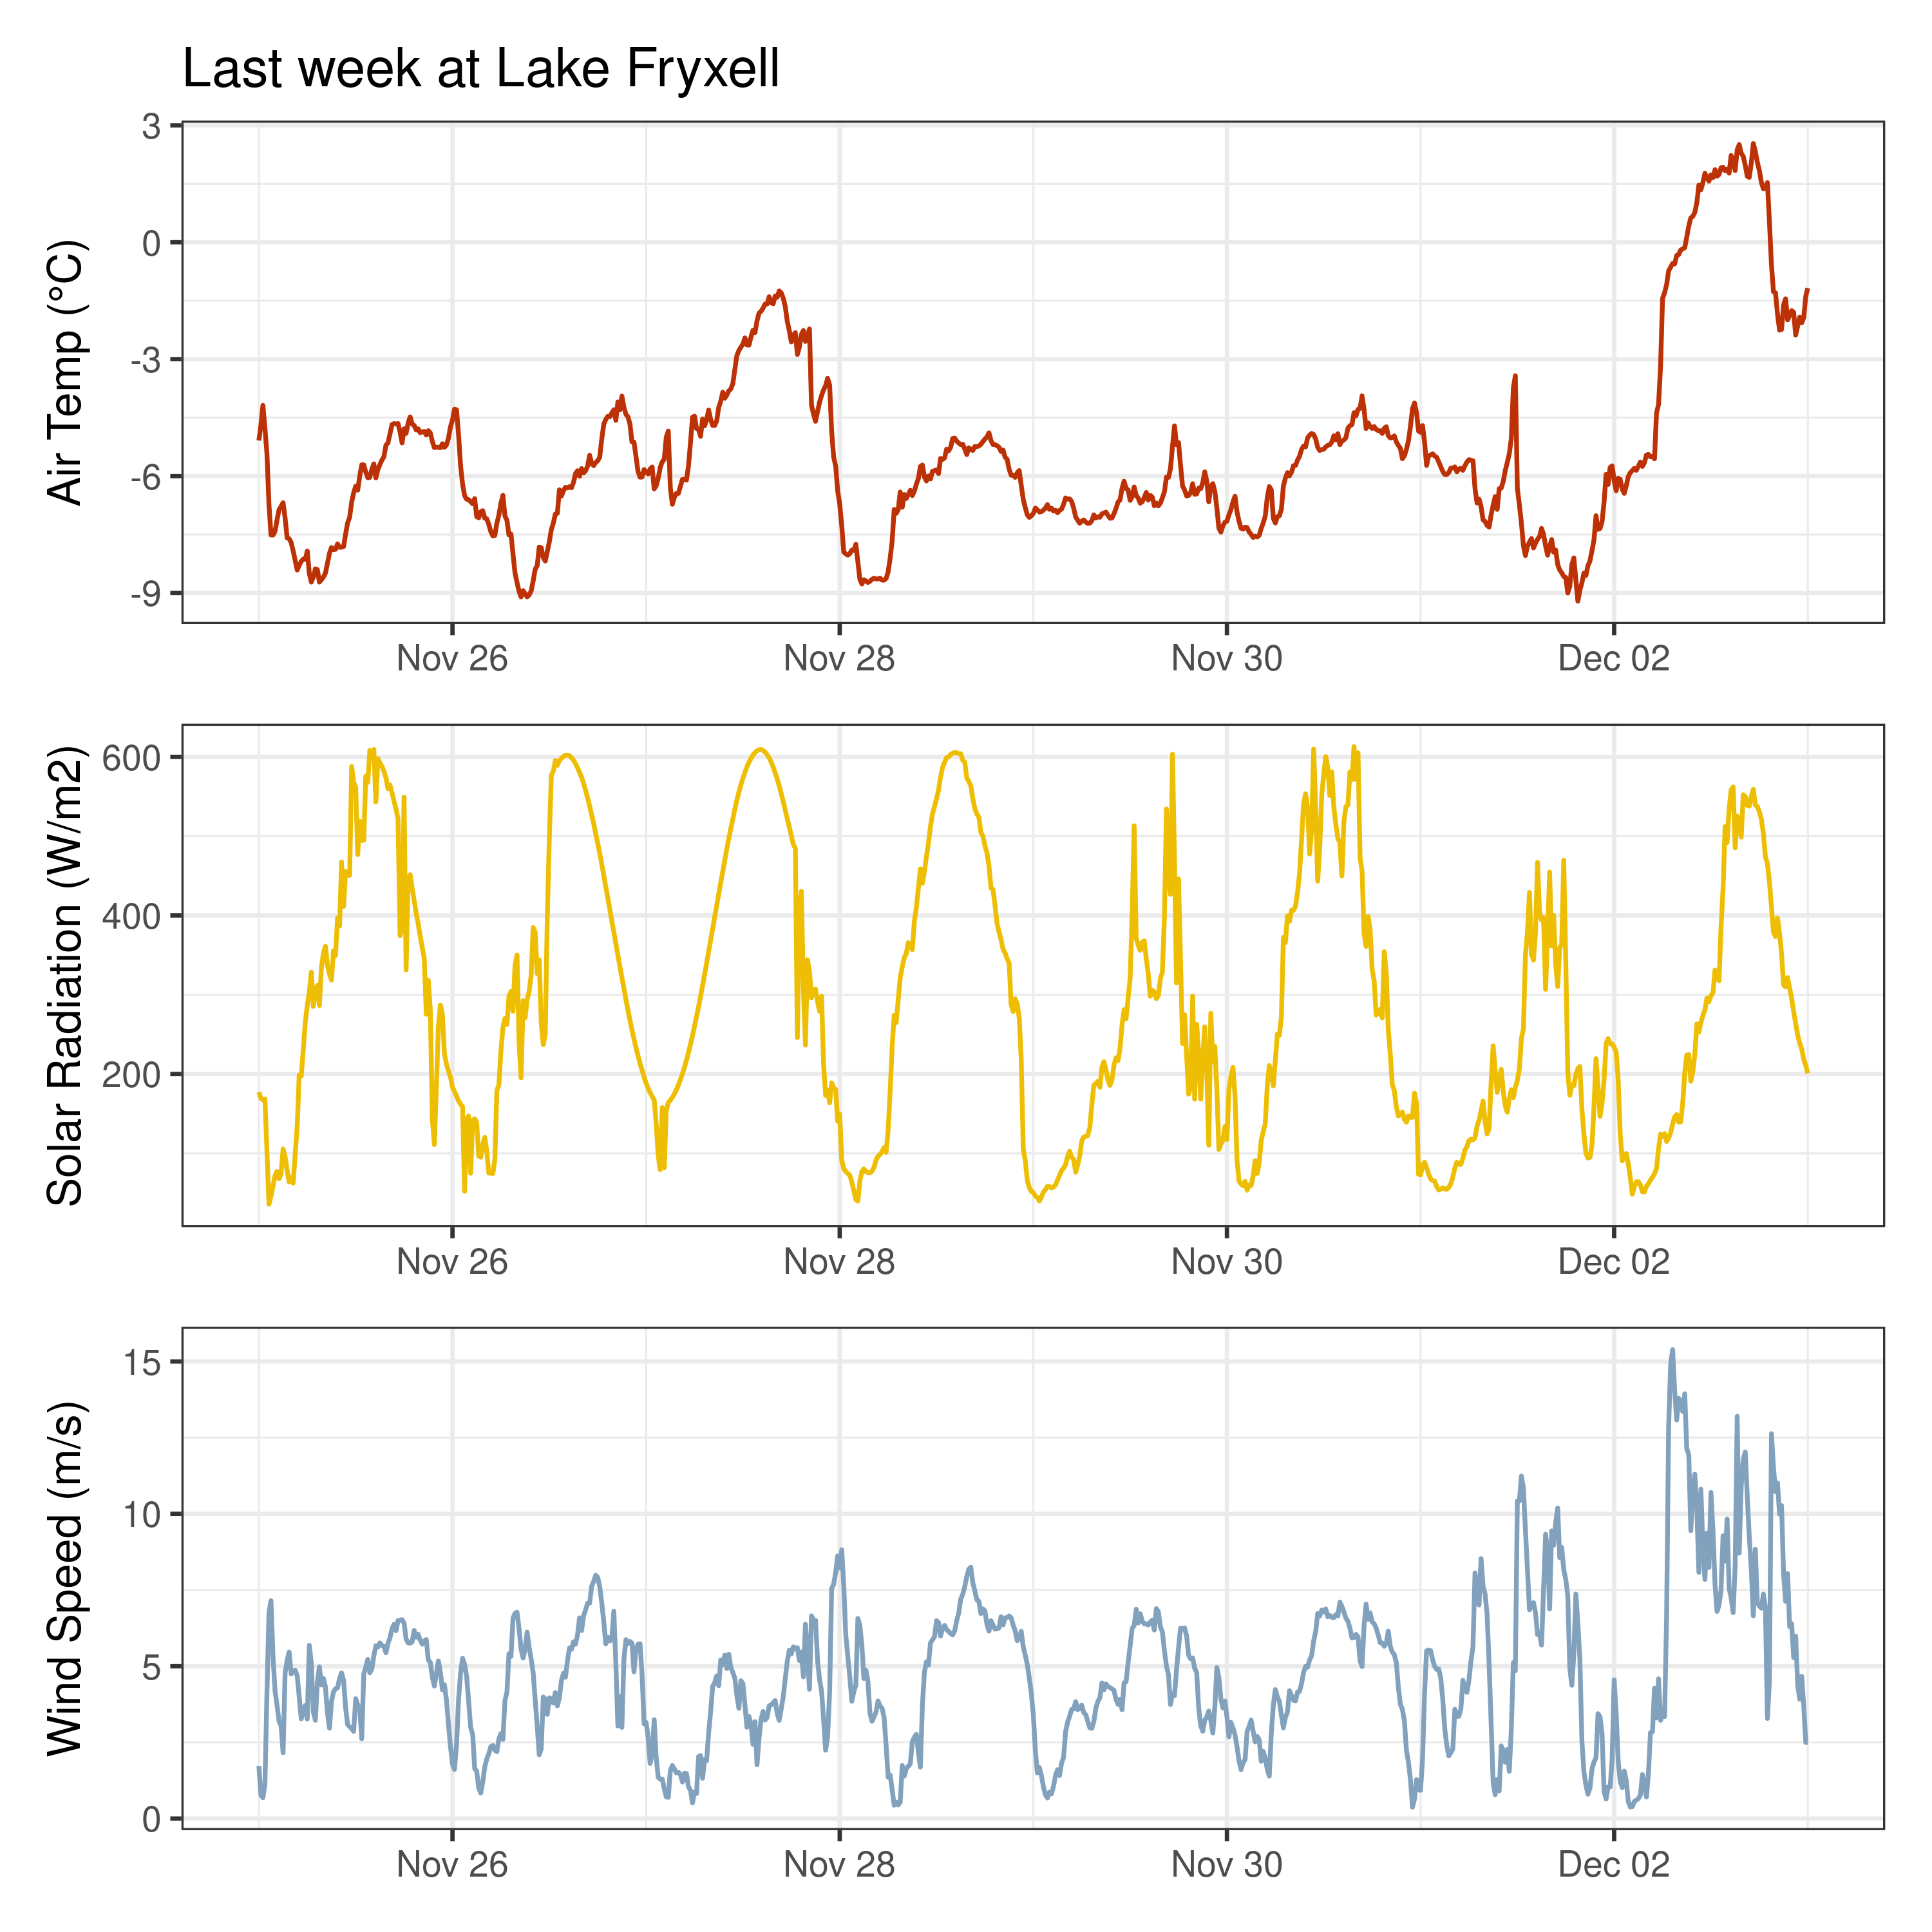 Last week at Lake Fryxell
Air Temp (°C)
3
0
-3
-6
-9
Nov 26 Nov 28 Nov 30 Dec 02
Solar Radiation (W/m2)
600
400
200
Nov 26 Nov 28 Nov 30 Dec 02
Wind Speed (m/s)
15
10
5
0
Nov 26 Nov 28 Nov 30 Dec 02